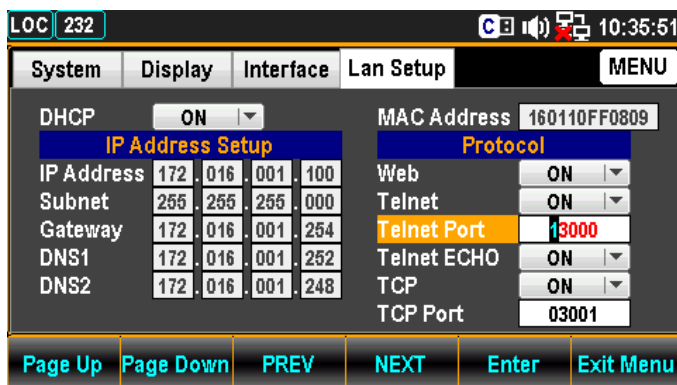 LOC 232 C 10:35:51
System Display Interface Lan Setup MENU
DHCP ON MAC Address 160110FF0809
IP Address Setup Protocol
IP Address 172 . 016 . 001 . 100 Web ON
Subnet 255 . 255 . 255 . 000 Telnet ON
Gateway 172 . 016 . 001 . 254 Telnet Port 13000
DNS1 172 . 016 . 001 . 252 Telnet ECHO ON
DNS2 172 . 016 . 001 . 248 TCP ON
TCP Port 03001
Page Up Page Down PREV NEXT Enter Exit Menu